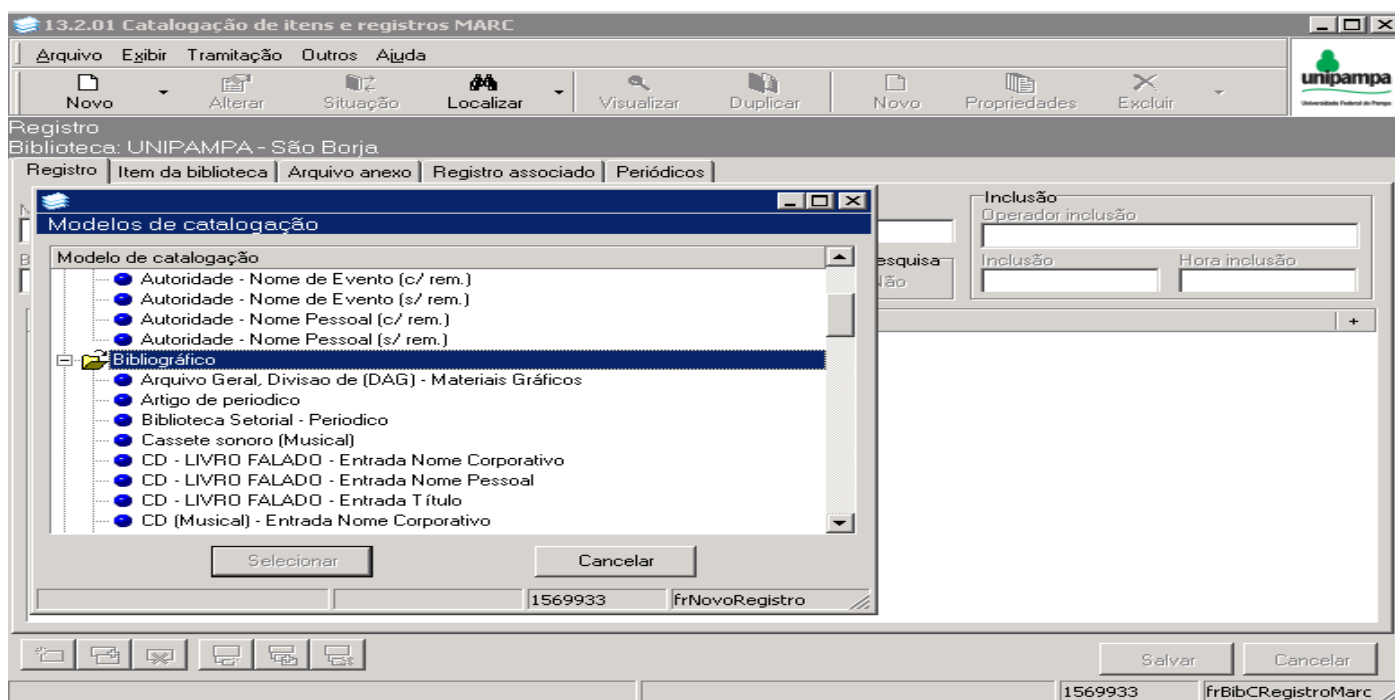 13.2.01 Catalogação de itens e registros MARC
Arquivo Exibir Tramitação Outros Ajuda
Novo Alterar Situação Localizar Visualizar Duplicar Novo Propriedades Excluir
unipampa
Universidade Federal do Pampa
Registro
Biblioteca: UNIPAMPA - São Borja
Registro Item da biblioteca Arquivo anexo Registro associado Periódicos
Modelos de catalogação
Modelo de catalogação
Autoridade - Nome de Evento (c/ rem.)
Autoridade - Nome de Evento (s/ rem.)
Autoridade - Nome Pessoal (c/ rem.)
Autoridade - Nome Pessoal (s/ rem.)
Bibliográfico
Arquivo Geral, Divisao de (DAG) - Materiais Gráficos
Artigo de periodico
Biblioteca Setorial - Periodico
Cassete sonoro (Musical)
CD - LIVRO FALADO - Entrada Nome Corporativo
CD - LIVRO FALADO - Entrada Nome Pessoal
CD - LIVRO FALADO - Entrada Título
CD (Musical) - Entrada Nome Corporativo
Selecionar Cancelar
1569933 frNovoRegistro
Inclusão
Operador inclusão
Inclusão Hora inclusão
+
Salvar Cancelar
1569933 frBibCRegistroMarc